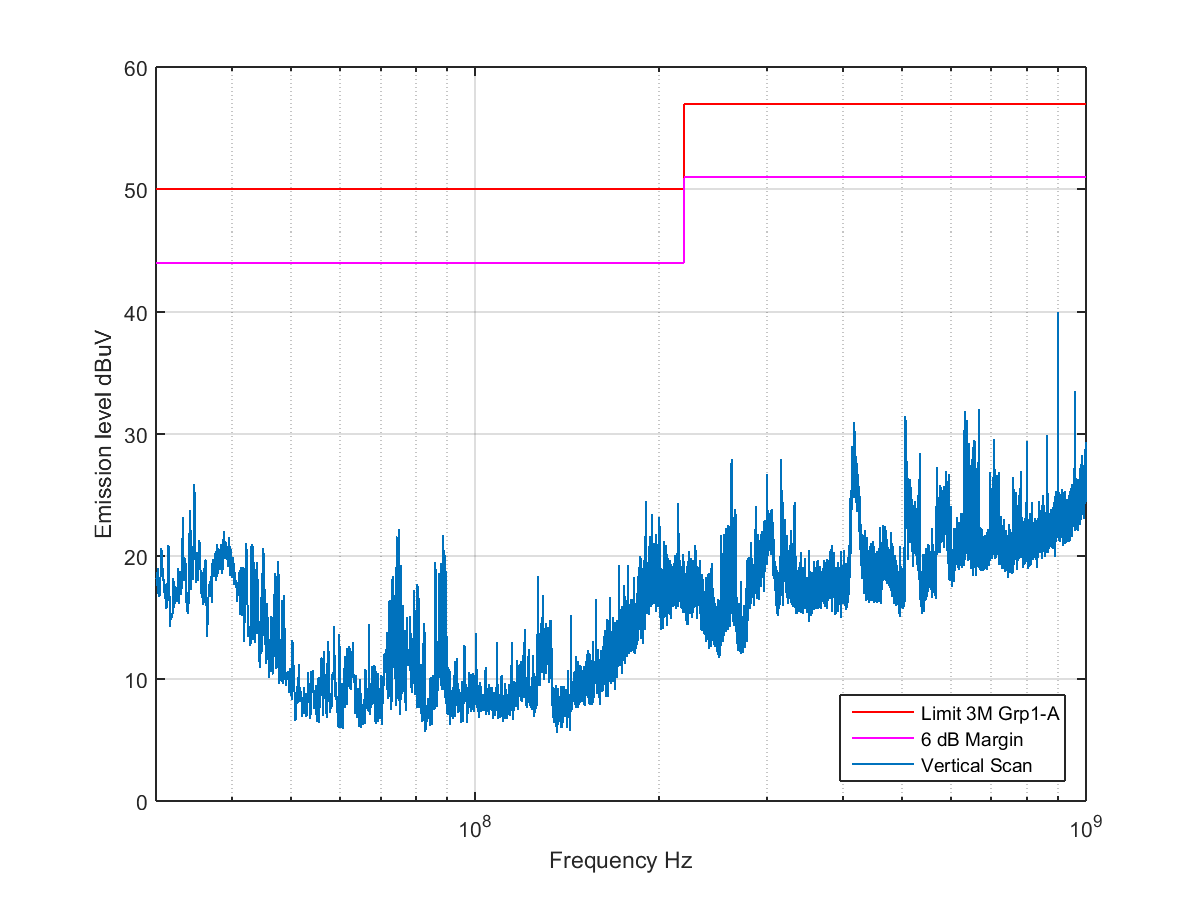 60
50
40
30
20
10
0
Emission level dBuV
10^8
10^9
Frequency Hz
Limit 3M Grp1-A
6 dB Margin
Vertical Scan